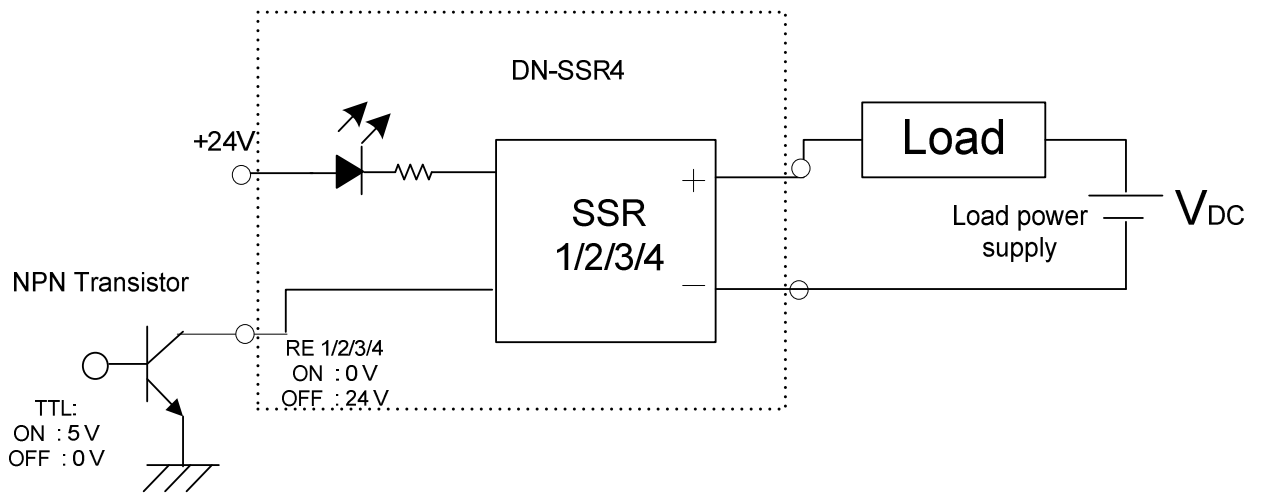 DN-SSR4
+24V
Load
+
SSR
1/2/3/4
Load power
supply
VDC
NPN Transistor
–
RE 1/2/3/4
ON : 0 V
OFF : 24 V
TTL:
ON : 5 V
OFF : 0 V